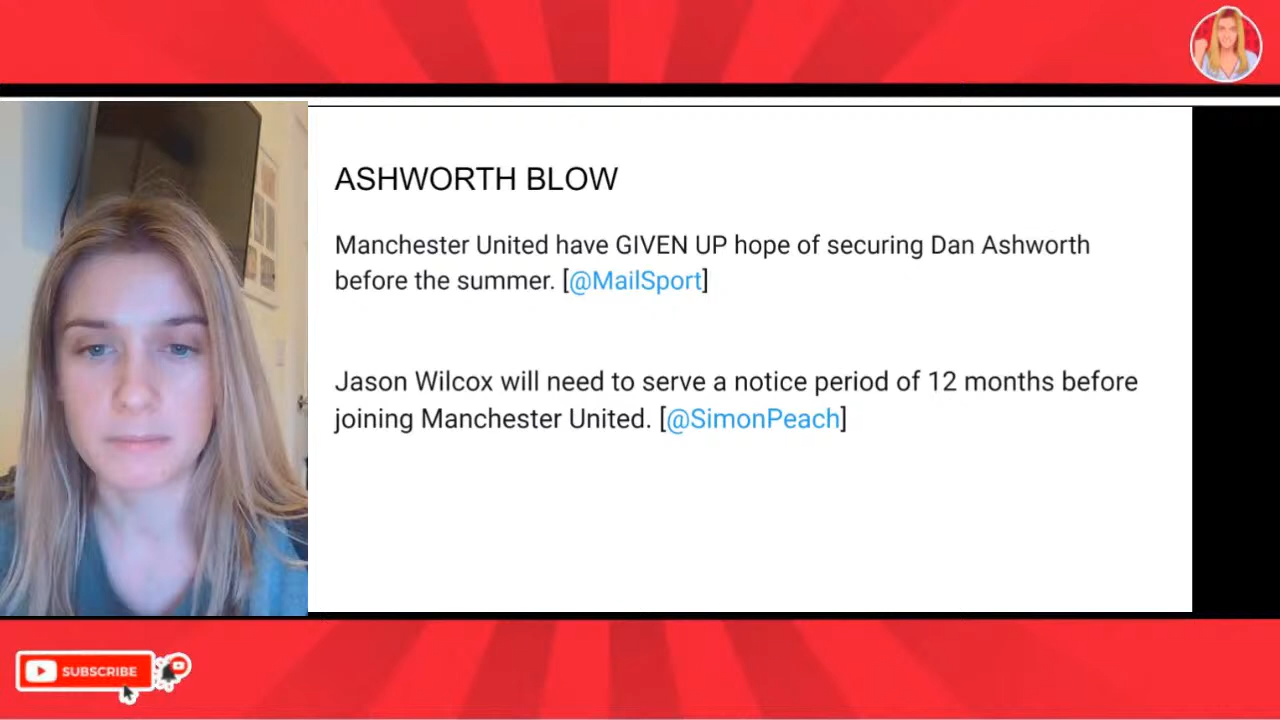 ASHWORTH BLOW
Manchester United have GIVEN UP hope of securing Dan Ashworth
before the summer. [@MailSport]
Jason Wilcox will need to serve a notice period of 12 months before
joining Manchester United. [@SimonPeach]
SUBSCRIBE